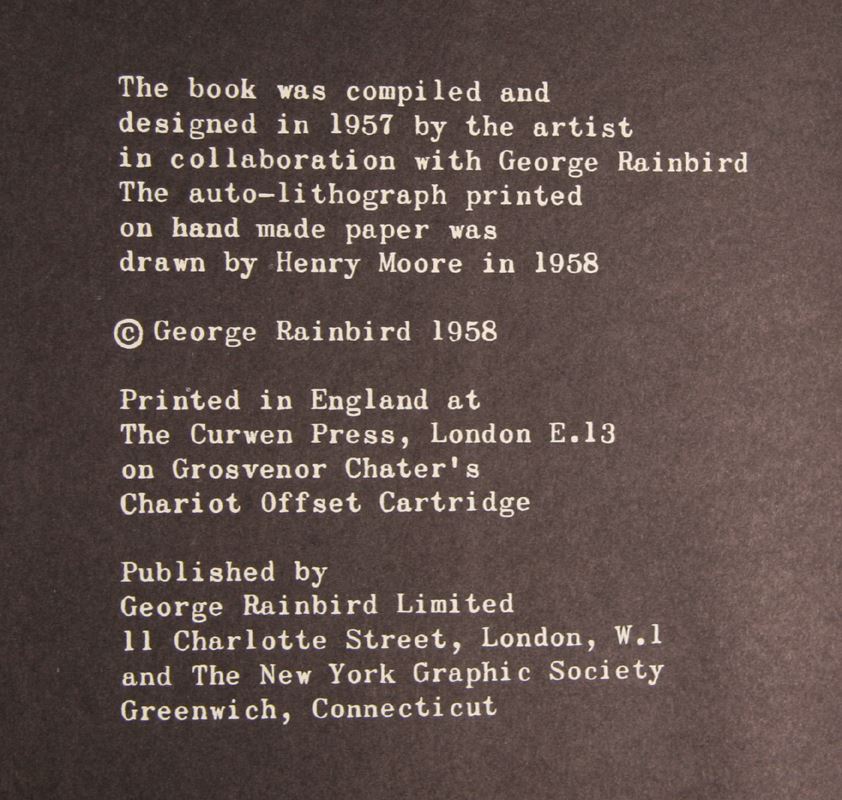 The book was compiled and
designed in 1957 by the artist
in collaboration with George Rainbird
The auto-lithograph printed
on hand made paper was
drawn by Henry Moore in 1958
© George Rainbird 1958
Printed in England at
The Curwen Press, London E.13
on Grosvenor Chater's
Chariot Offset Cartridge
Published by
George Rainbird Limited
11 Charlotte Street, London, W.1
and The New York Graphic Society
Greenwich, Connecticut